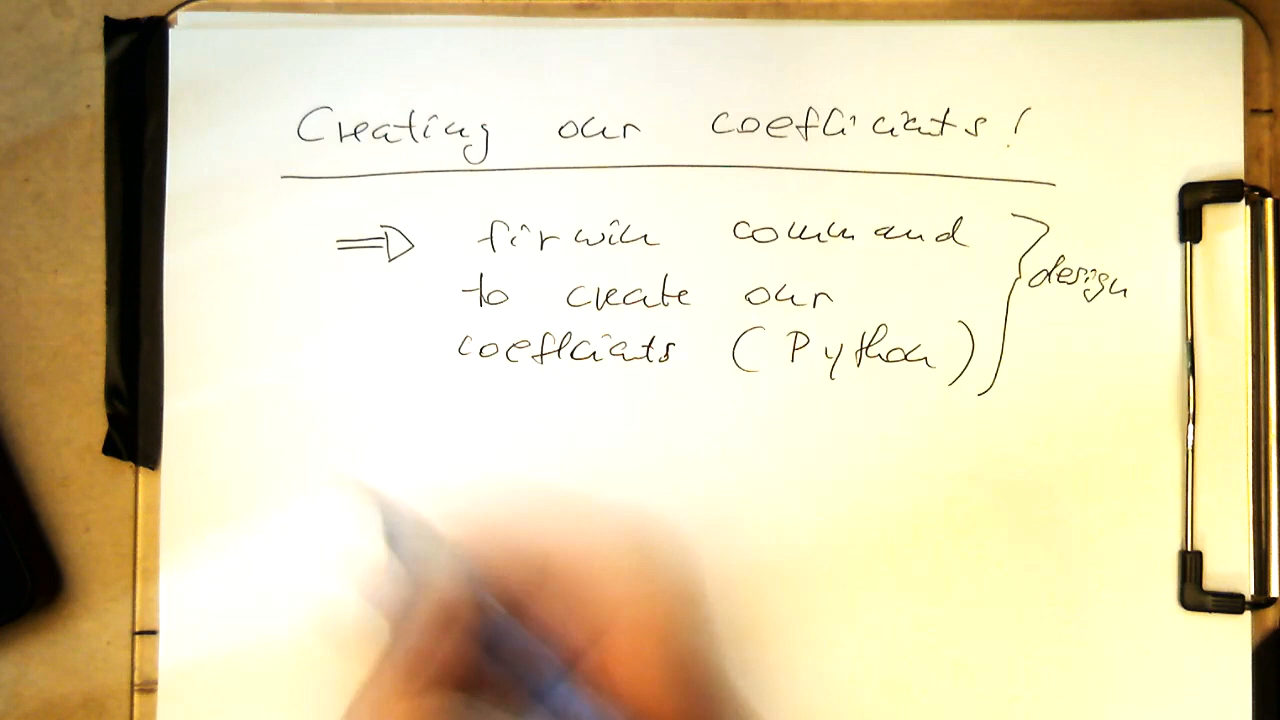 Creating our coefficients!
⇒ firwin command
to create our
coefficients (Python)
design